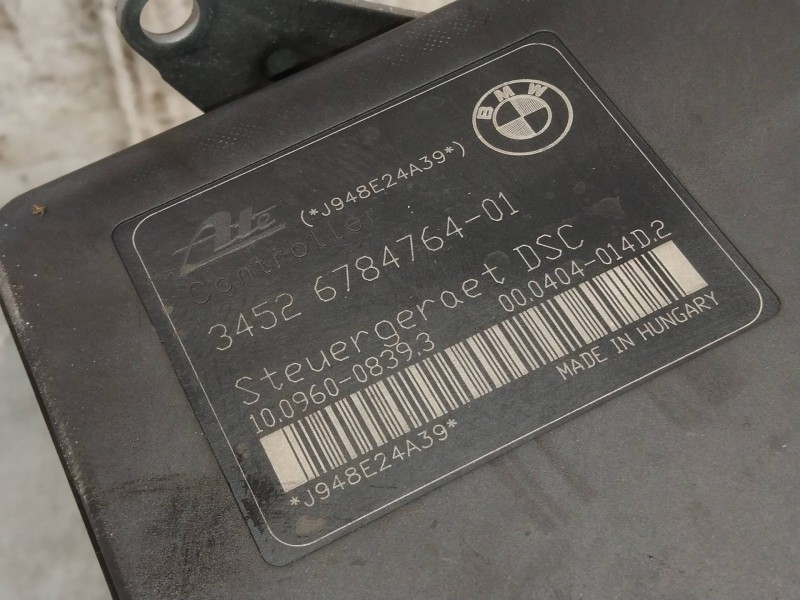 BMW
Ate
(*J948E24A39*)
Controller
3452 6784764-01
Steuergeraet DSC
10.0960-0839.3 00.0404-014D.2
MADE IN HUNGARY
*J948E24A39*